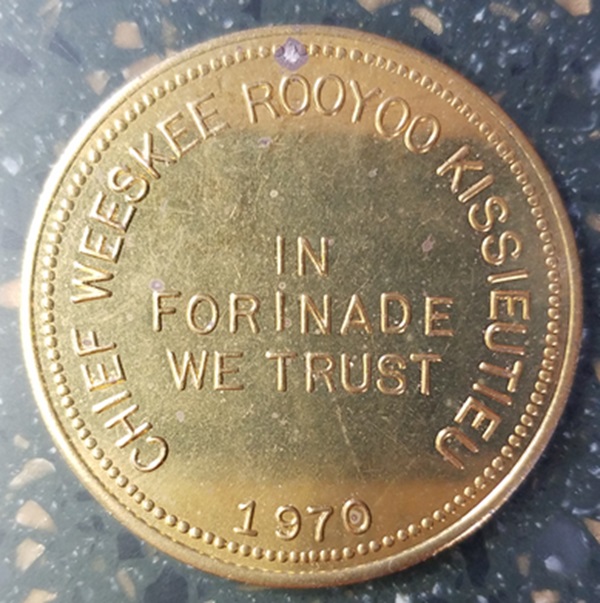 CHIEF WEESKEE ROOYOO KISSIEUTIEU
IN
FORINADE
WE TRUST
1970